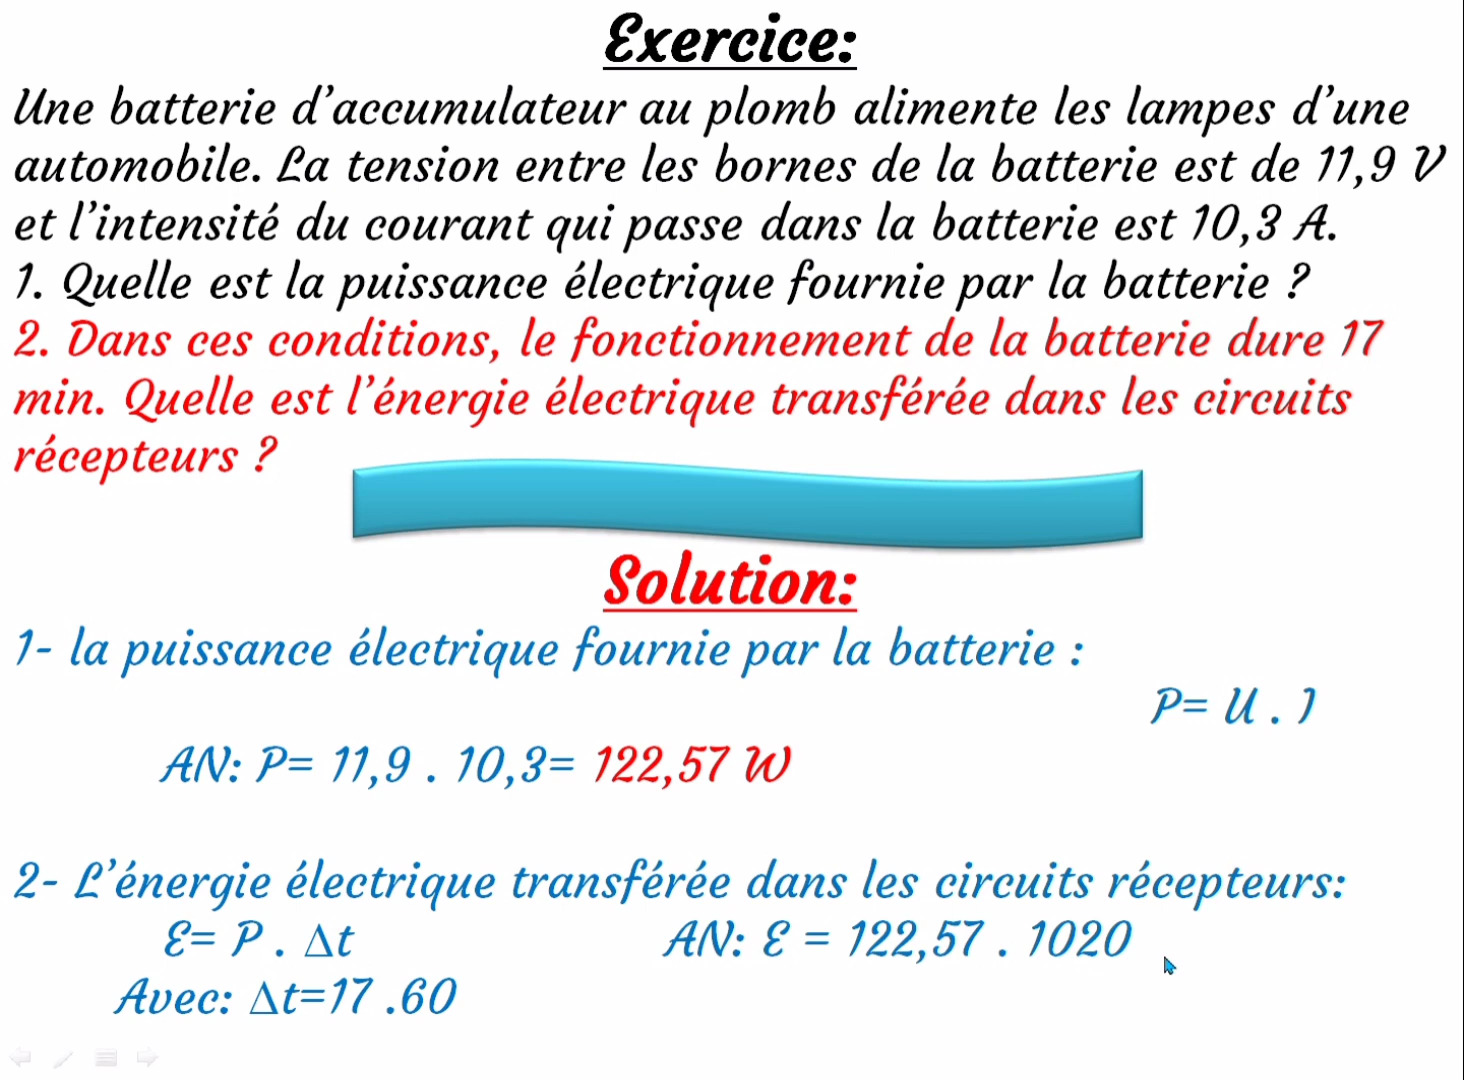 Exercice:
Une batterie d’accumulateur au plomb alimente les lampes d’une
automobile. La tension entre les bornes de la batterie est de 11,9 V
et l’intensité du courant qui passe dans la batterie est 10,3 A.
1. Quelle est la puissance électrique fournie par la batterie ?
2. Dans ces conditions, le fonctionnement de la batterie dure 17
min. Quelle est l’énergie électrique transférée dans les circuits
récepteurs ?
Solution:
1- la puissance électrique fournie par la batterie :
P= U . I
AN: P= 11,9 . 10,3= 122,57 W
2- L’énergie électrique transférée dans les circuits récepteurs:
E= P . Δt AN: E = 122,57 . 1020
Avec: Δt=17 .60